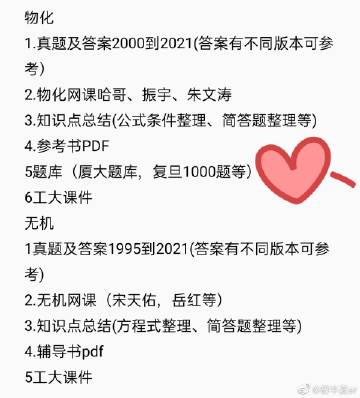 物化
1.真题及答案2000到2021(答案有不同版本可参
考)
2.物化网课哈哥、振宇、朱文涛
3.知识点总结(公式条件整理、简答题整理等)
4.参考书PDF
5题库（厦大题库，复旦1000题等）
6工大课件
无机
1真题及答案1995到2021(答案有不同版本可参
考)
2.无机网课（宋天佑，岳红等）
3.知识点总结(方程式整理、简答题整理等)
4.辅导书pdf
5工大课件